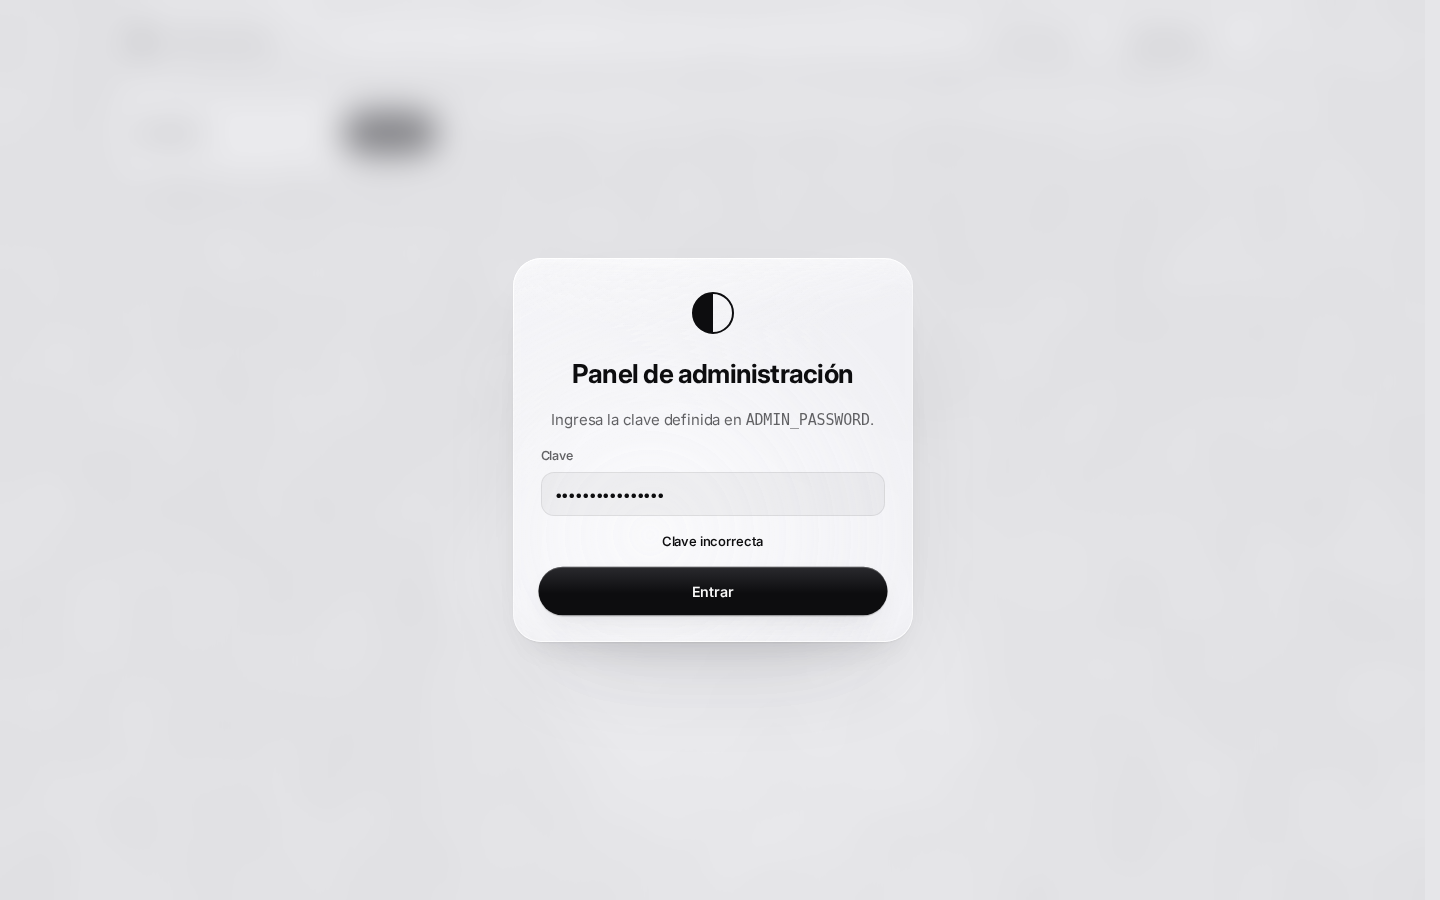 Panel de administración
Ingresa la clave definida en ADMIN_PASSWORD.
Clave
••••••••••••••••
Clave incorrecta
Entrar